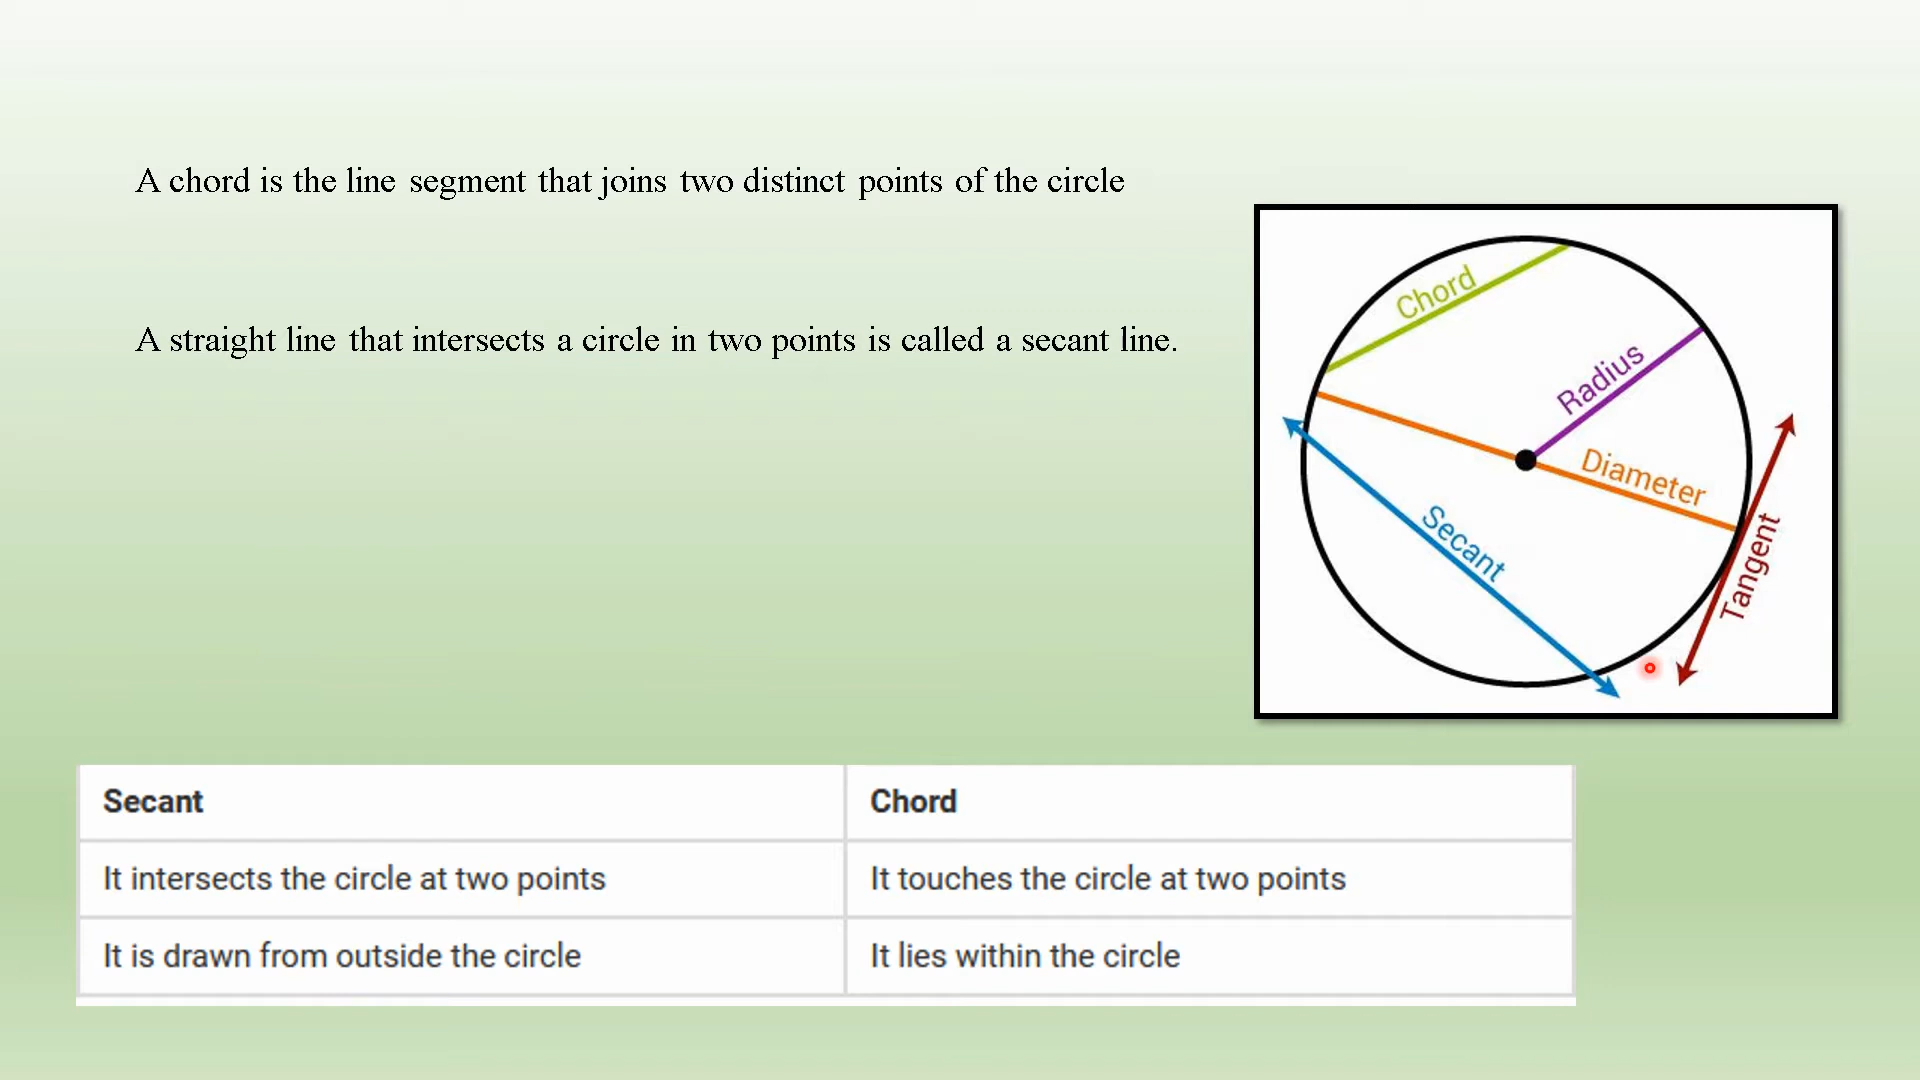 A chord is the line segment that joins two distinct points of the circle
A straight line that intersects a circle in two points is called a secant line.
Chord
Radius
Diameter
Secant
Tangent
Secant
Chord
It intersects the circle at two points
It touches the circle at two points
It is drawn from outside the circle
It lies within the circle